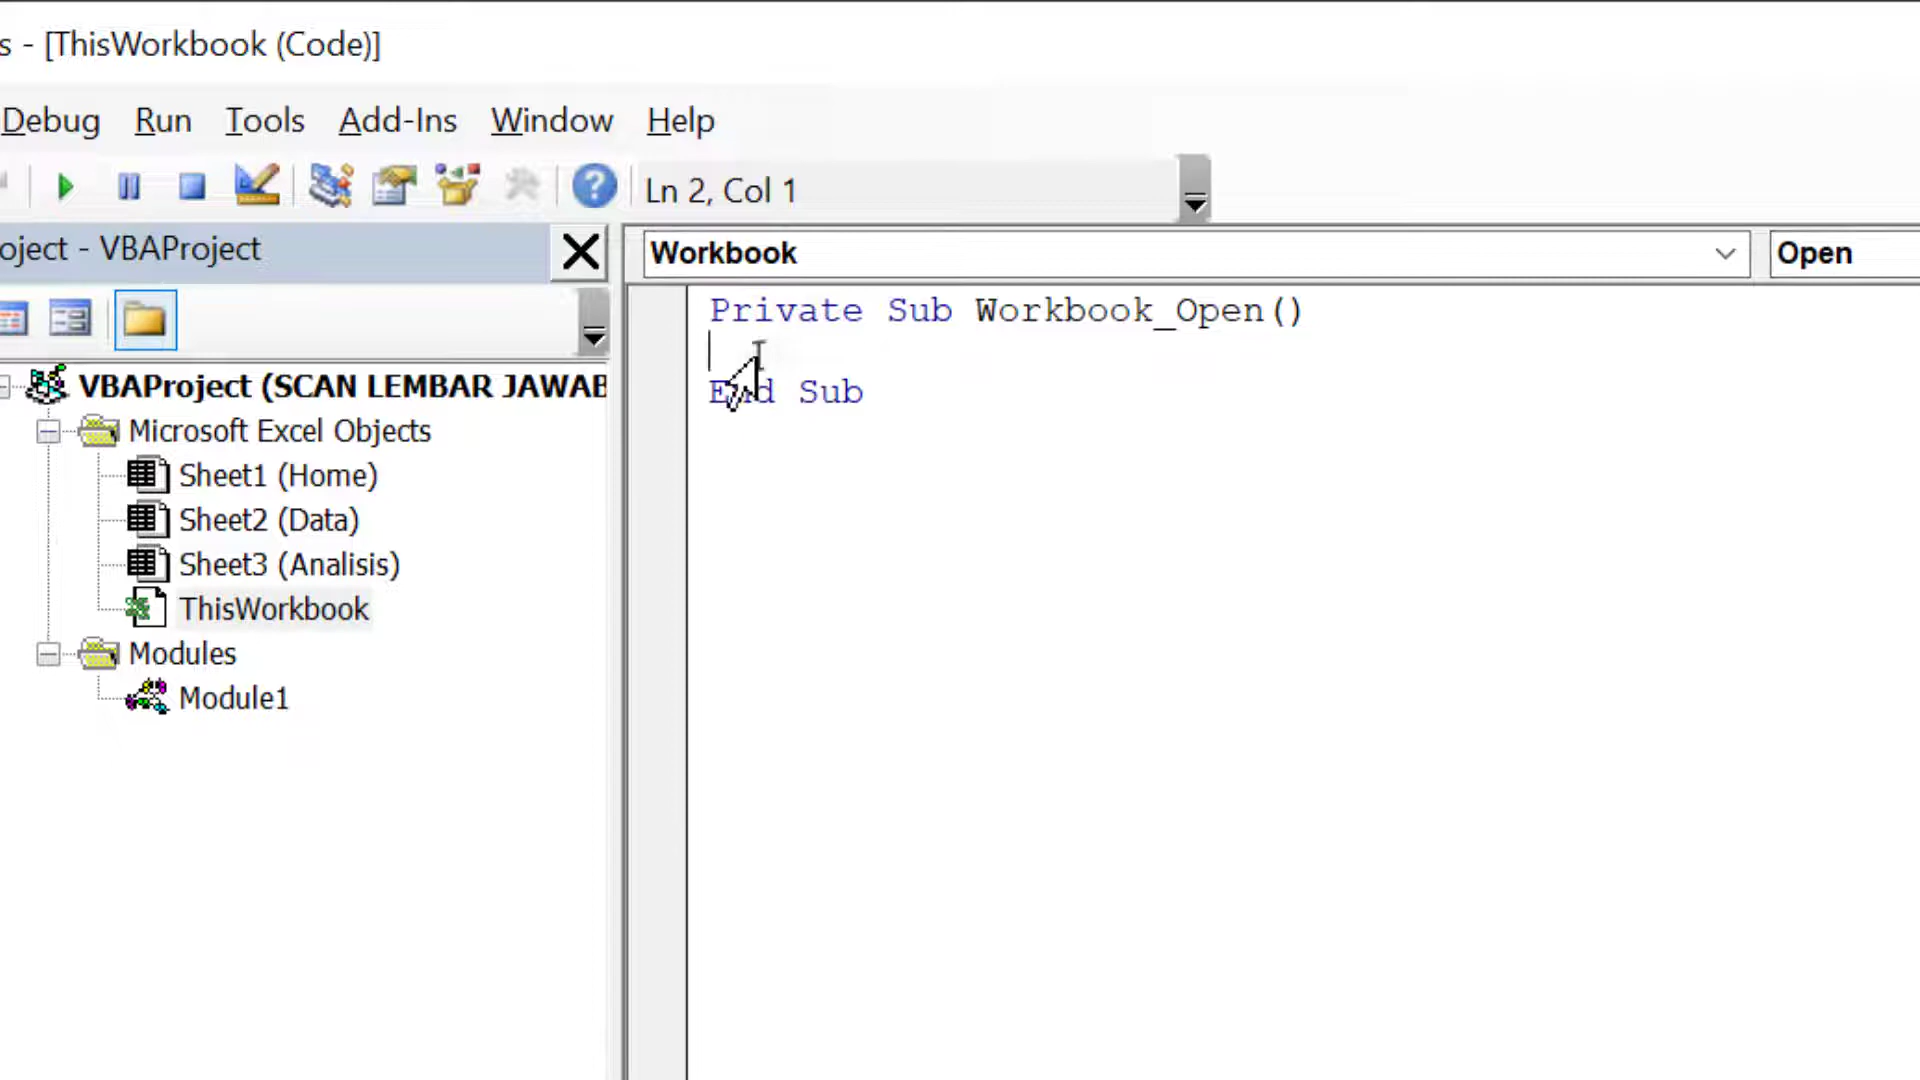 s - [ThisWorkbook (Code)]
Debug Run Tools Add-Ins Window Help
Ln 2, Col 1
oject - VBAProject
Workbook
Open
Private Sub Workbook_Open()
End Sub
VBAProject (SCAN LEMBAR JAWAB
Microsoft Excel Objects
Sheet1 (Home)
Sheet2 (Data)
Sheet3 (Analisis)
ThisWorkbook
Modules
Module1